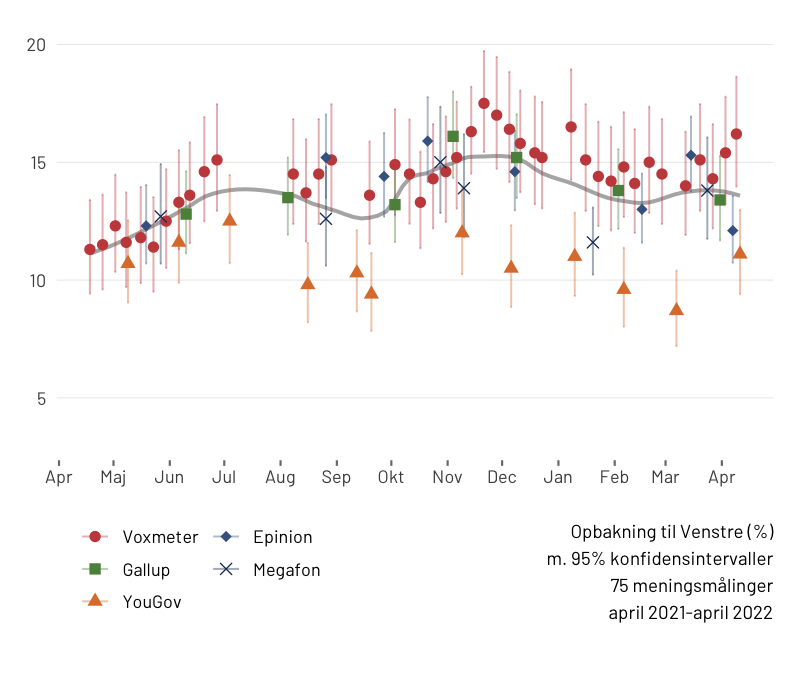 20
15
10
5
Apr Maj Jun Jul Aug Sep Okt Nov Dec Jan Feb Mar Apr
Voxmeter Epinion
Gallup Megafon
YouGov
Opbakning til Venstre (%)
m. 95% konfidensintervaller
75 meningsmålinger
april 2021-april 2022